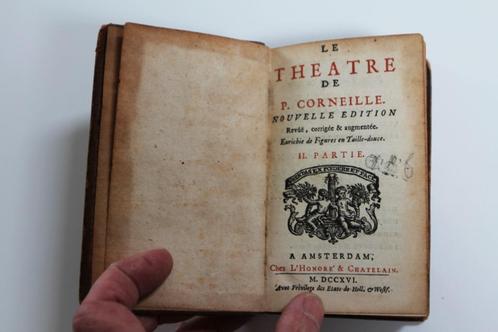 LE
THEATRE
DE
P. CORNEILLE.
NOUVELLE EDITION
Revûë, corrigée & augmentée.
Enrichie de Figures en Taille-douce.
II. PARTIE.
A AMSTERDAM,
Chez L'HONORÉ & CHATELAIN.
M. DCCXVI.
Avec Privilege des Etats de Holl. & Westf.